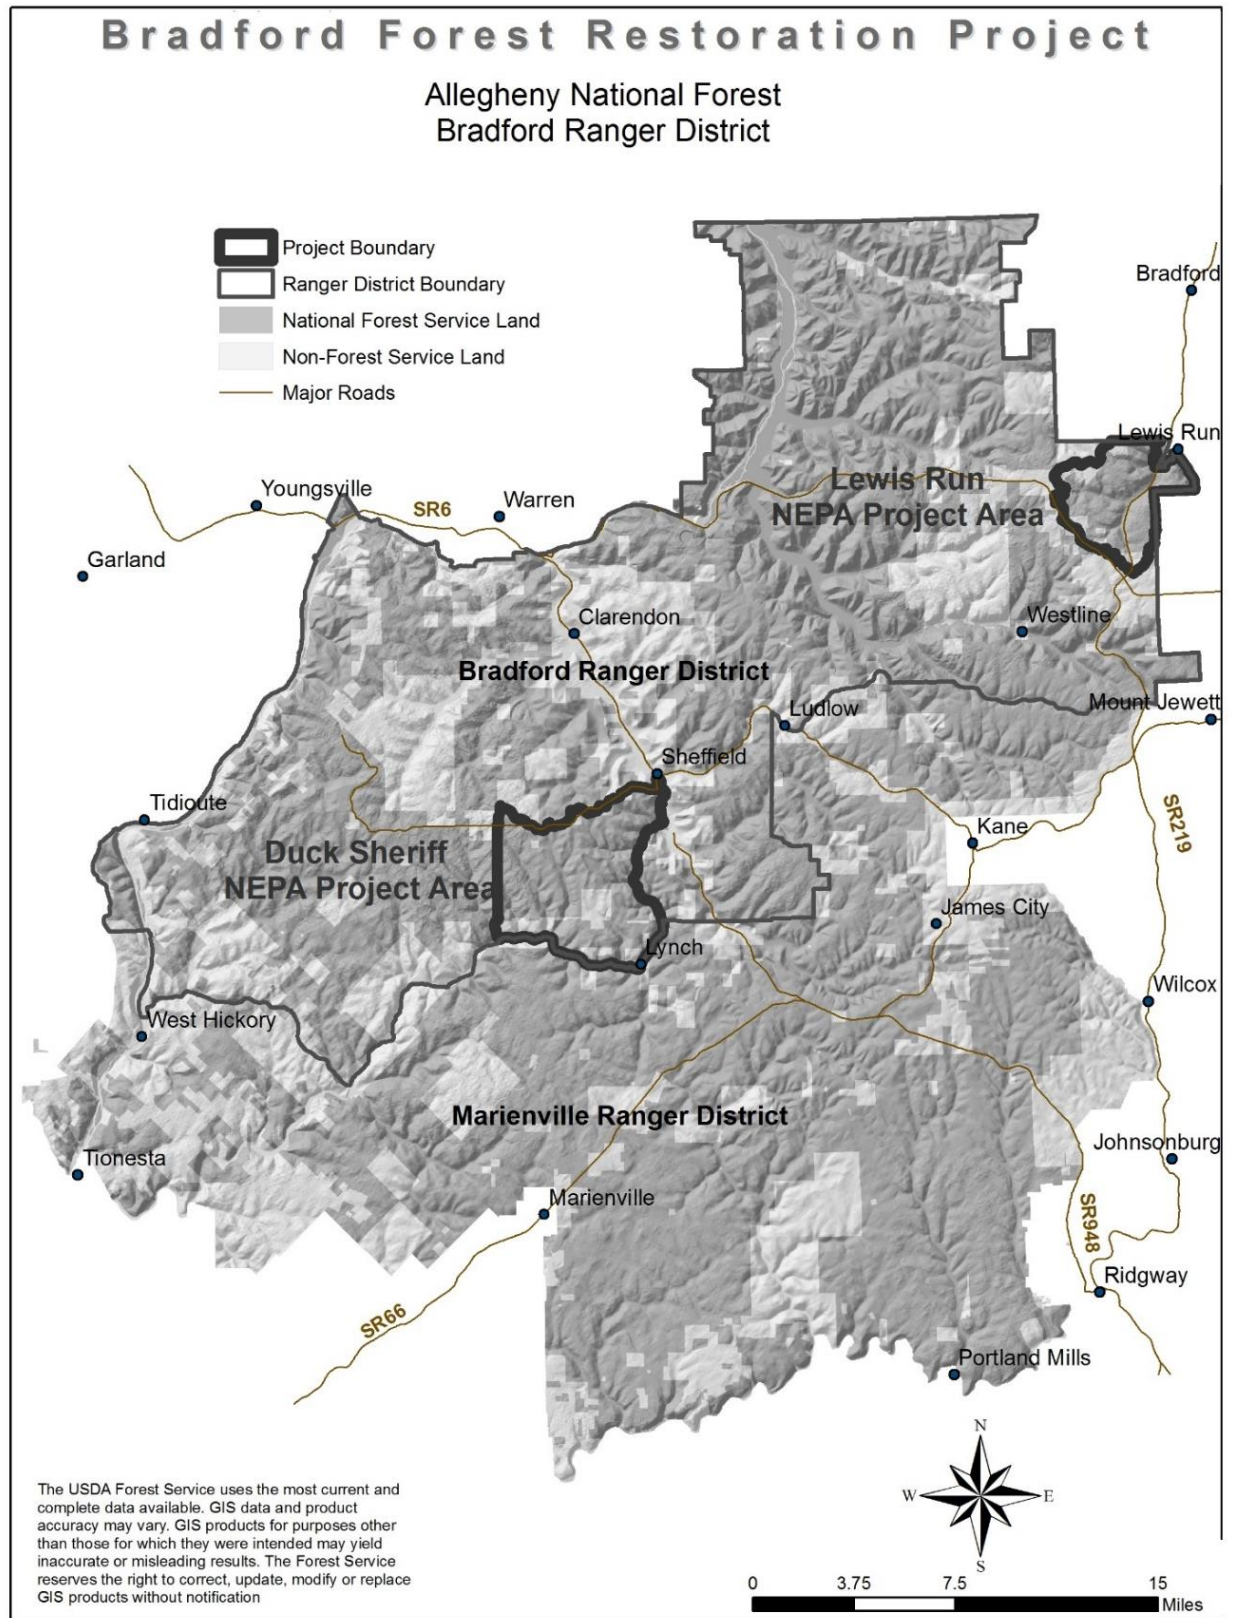 Bradford Forest Restoration Project
Allegheny National Forest
Bradford Ranger District
Project Boundary
Ranger District Boundary
National Forest Service Land
Non-Forest Service Land
Major Roads
Bradford
Lewis Run
Lewis Run
NEPA Project Area
Youngsville
SR6
Warren
Garland
Clarendon
Westline
Bradford Ranger District
Ludlow
Mount Jewett
Sheffield
Tidioute
Kane
SR219
Duck Sheriff
NEPA Project Area
James City
Lynch
Wilcox
West Hickory
Marienville Ranger District
Johnsonburg
Tionesta
Marienville
SR948
Ridgway
SR66
Portland Mills
N
W
E
S
The USDA Forest Service uses the most current and
complete data available. GIS data and product
accuracy may vary. GIS products for purposes other
than those for which they were intended may yield
inaccurate or misleading results. The Forest Service
reserves the right to correct, update, modify or replace
GIS products without notification
0 3.75 7.5 15
Miles